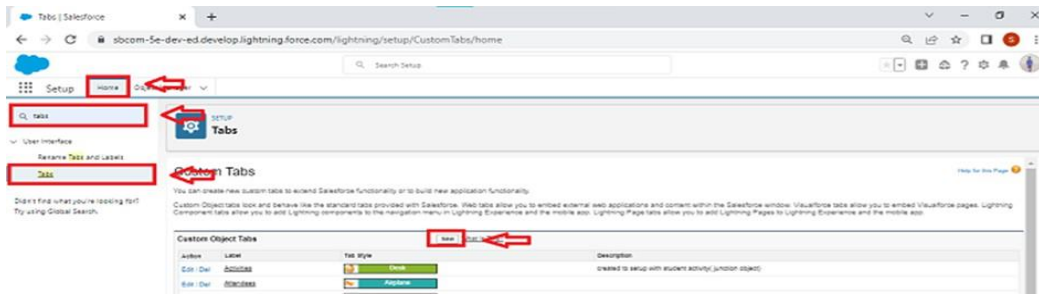 Tabs | Salesforce
sbcom-5e-dev-ed.develop.lightning.force.com/lightning/setup/CustomTabs/home
S
Search Setup
Setup
Home
Manager
tabs
SETUP
Tabs
User Interface
Rename Tabs and Labels
Tabs
Didn't find what you're looking for?
Try using Global Search.
Custom Tabs
Help for this Page
You can create new custom tabs to extend Salesforce functionality or to build new application functionality.
Custom Object tabs look and behave like the standard tabs provided with Salesforce. Web tabs allow you to embed external web applications and content within the Salesforce window. Visualforce tabs allow you to embed Visualforce pages. Lightning
Component tabs allow you to add Lightning components to the navigation menu in Lightning Experience and the mobile app. Lightning Page tabs allow you to add Lightning Pages to Lightning Experience and the mobile app.
Custom Object Tabs
New
Action Label Tab Style Description
Edit | Del Activities Desk created to setup with student activity( junction object)
Edit | Del Attendees Airplane